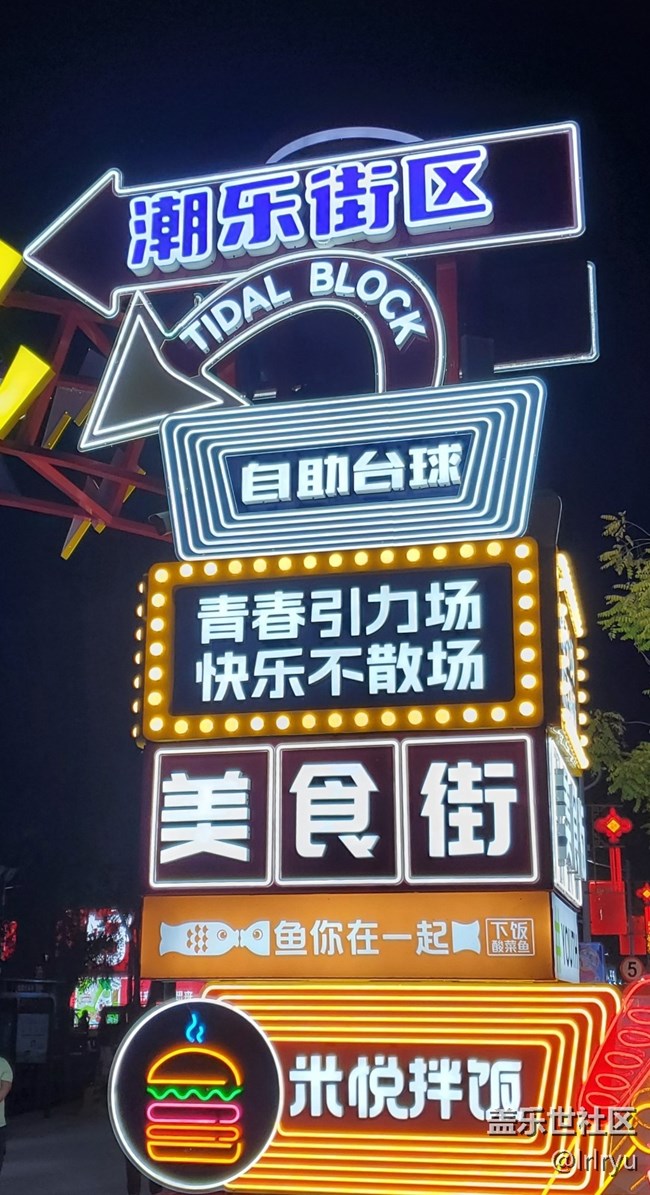 潮乐街区
TIDAL BLOCK
自助台球
青春引力场
快乐不散场
美食街
鱼你在一起
下饭
酸菜鱼
5
米悦拌饭
盖乐世社区
@lrlryu